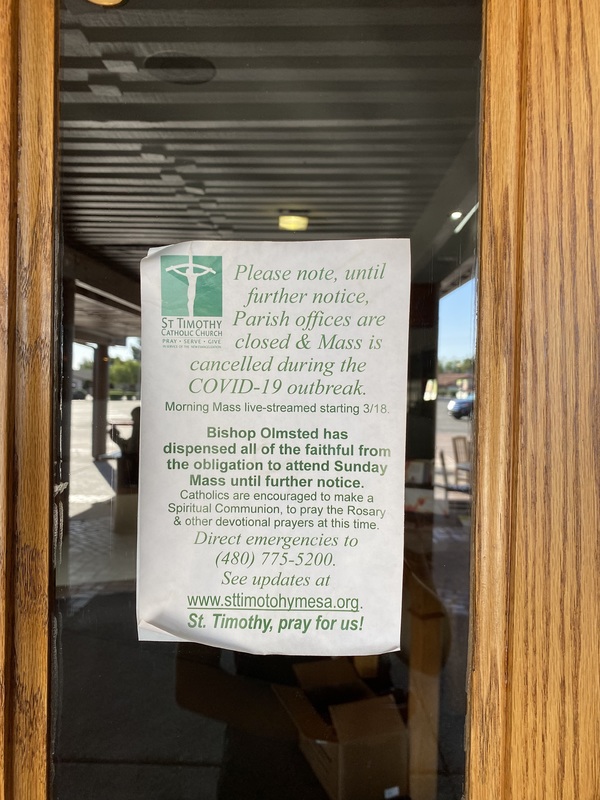 ST TIMOTHY
CATHOLIC CHURCH
PRAY • SERVE • GIVE
Please note, until
further notice,
Parish offices are
closed & Mass is
cancelled during the
COVID-19 outbreak.
Morning Mass live-streamed starting 3/18.
Bishop Olmsted has
dispensed all of the faithful from
the obligation to attend Sunday
Mass until further notice.
Catholics are encouraged to make a
Spiritual Communion, to pray the Rosary
& other devotional prayers at this time.
Direct emergencies to
(480) 775-5200.
See updates at
www.sttimotohymesa.org.
St. Timothy, pray for us!